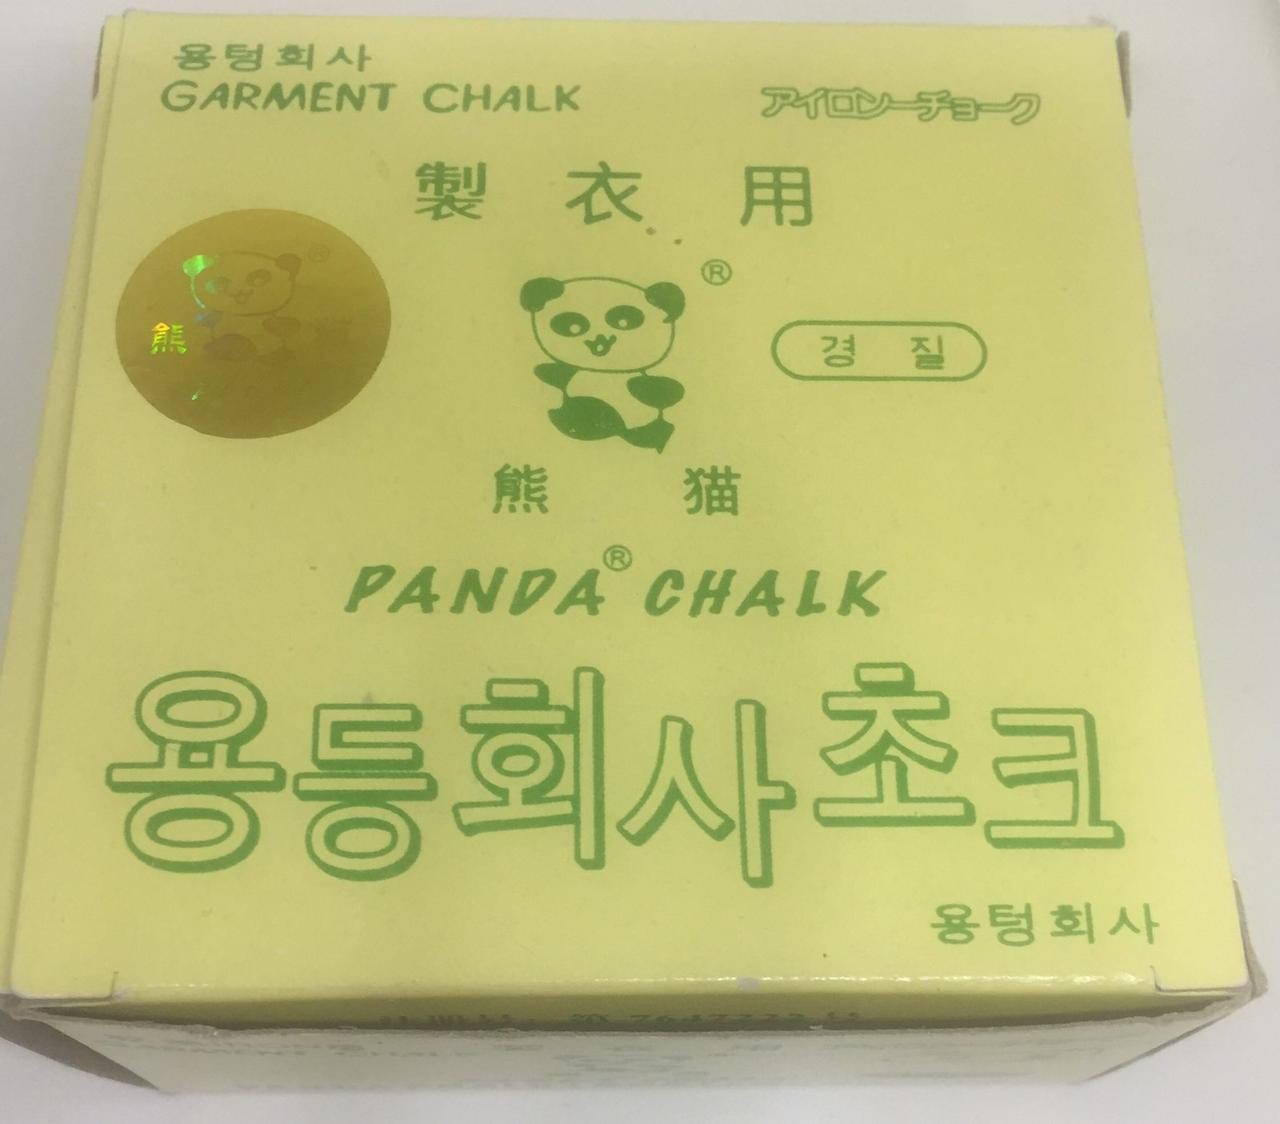 용텅회사
GARMENT CHALK
アイロンーチョーク
製衣用
®
熊
경질
熊猫
PANDA® CHALK
용등회사초크
용텅회사